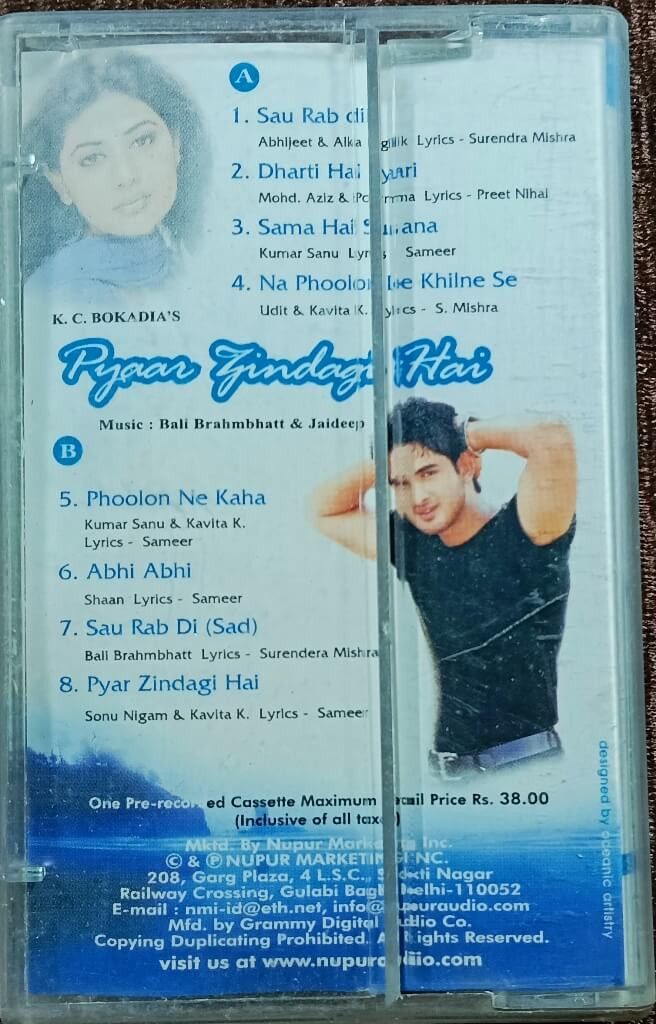 A
1. Sau Rab di
Abhijeet & Alka Lyrics - Surendra Mishra
2. Dharti Hai
Mohd. Aziz & Lyrics - Preet Nihal
3. Sama Hai
Kumar Sanu Sameer
4. Na Phoolon Ke Khilne Se
Udit & Kavita K. Lyrics - S. Mishra
K. C. BOKADIA'S
Pyaar Zindagi Hai
Music : Bali Brahmbhatt & Jaideep
B
5. Phoolon Ne Kaha
Kumar Sanu & Kavita K.
Lyrics - Sameer
6. Abhi Abhi
Shaan Lyrics - Sameer
7. Sau Rab Di (Sad)
Bali Brahmbhatt Lyrics - Surendera Mishra
8. Pyar Zindagi Hai
Sonu Nigam & Kavita K. Lyrics - Sameer
One Pre-recorded Cassette Maximum Retail Price Rs. 38.00
(Inclusive of all taxes)
Mktd. By Nupur Marketing Inc.
© & ℗ NUPUR MARKETING INC.
208, Garg Plaza, 4 L.S.C., Shakti Nagar
Railway Crossing, Gulabi Bagh Delhi-110052
E-mail : nmi-id@eth.net, info@nupuraudio.com
Mfd. by Grammy Digital Audio Co.
Copying Duplicating Prohibited. All Rights Reserved.
visit us at www.nupuraudiio.com
designed by oceanic artistry